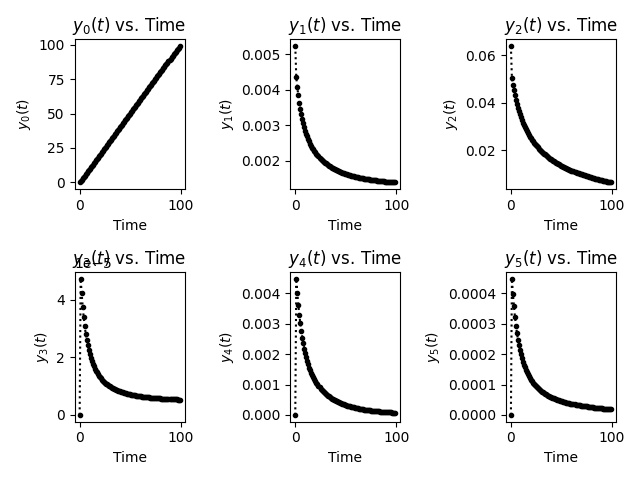 y₀(t) vs. Time
y₁(t) vs. Time
y₂(t) vs. Time
100
75
50
25
0
y₀(t)
0
100
Time
0.005
0.004
0.003
0.002
y₁(t)
0
100
Time
0.06
0.04
0.02
y₂(t)
0
100
Time
y₃(t) vs. Time
1e−5
y₄(t) vs. Time
y₅(t) vs. Time
4
2
0
y₃(t)
0
100
Time
0.004
0.003
0.002
0.001
0.000
y₄(t)
0
100
Time
0.0004
0.0003
0.0002
0.0001
0.0000
y₅(t)
0
100
Time